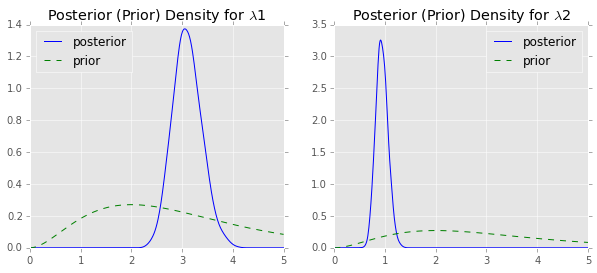 Posterior (Prior) Density for λ1
1.4
1.2
1.0
0.8
0.6
0.4
0.2
0.0
0 1 2 3 4 5
posterior
prior
Posterior (Prior) Density for λ2
3.5
3.0
2.5
2.0
1.5
1.0
0.5
0.0
0 1 2 3 4 5
posterior
prior